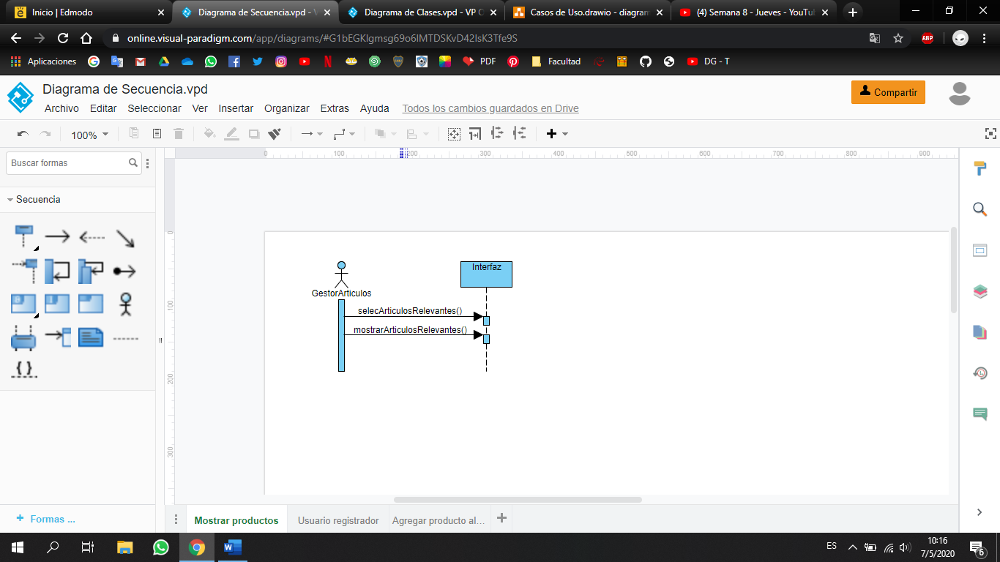 Inicio | Edmodo
Diagrama de Secuencia.vpd - V
Diagrama de Clases.vpd - VP O
Casos de Uso.drawio - diagram
(4) Semana 8 - Jueves - YouTub
online.visual-paradigm.com/app/diagrams/#G1bEGKIgmsg69o6IMTDSKvD42IsK3Tfe9S
ABP
Aplicaciones
PDF
Facultad
DG - T
Diagrama de Secuencia.vpd
Compartir
Archivo Editar Seleccionar Ver Insertar Organizar Extras Ayuda Todos los cambios guardados en Drive
100%
Buscar formas
0 100 200 300 400 500 600 700 800 900
Secuencia
0
100
200
300
Interfaz
GestorArticulos
selecArticulosRelevantes()
mostrarArticulosRelevantes()
Formas ...
Mostrar productos
Usuario registrador
Agregar producto al...
ES
10:16
7/5/2020
6